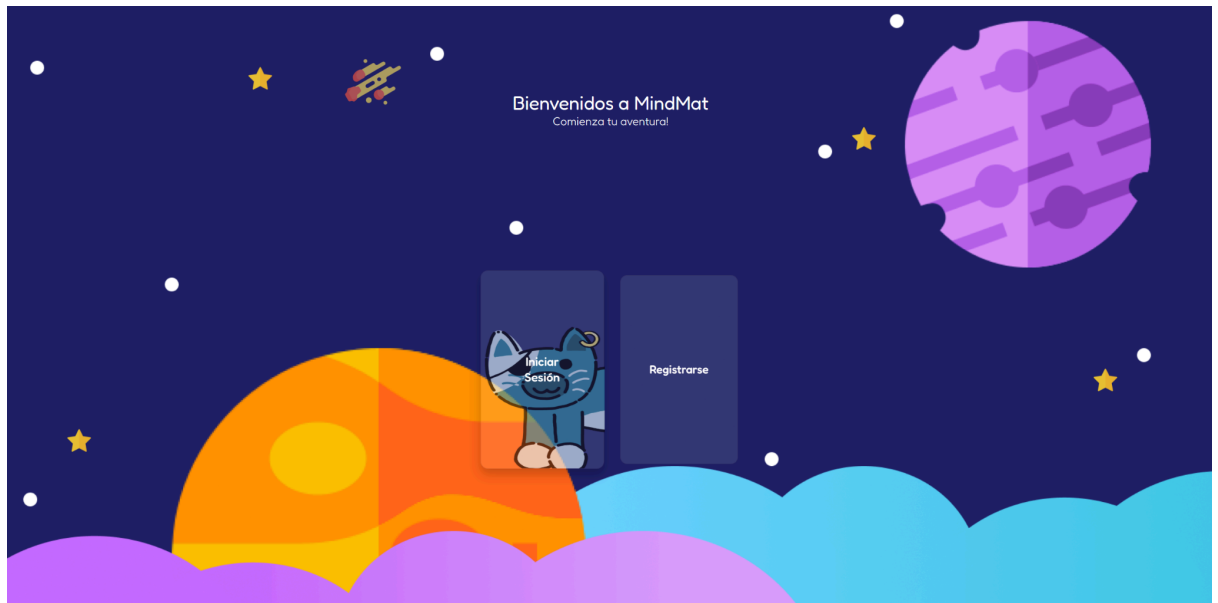 Bienvenidos a MindMat
Comienza tu aventura!
Iniciar
Sesión
Registrarse